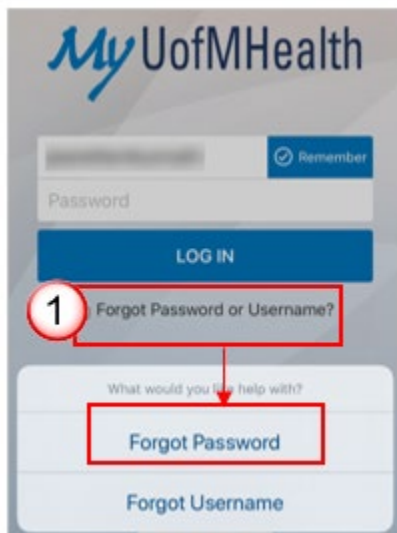 My UofMHealth
Remember
Password
LOG IN
1 Forgot Password or Username?
What would you like help with?
Forgot Password
Forgot Username